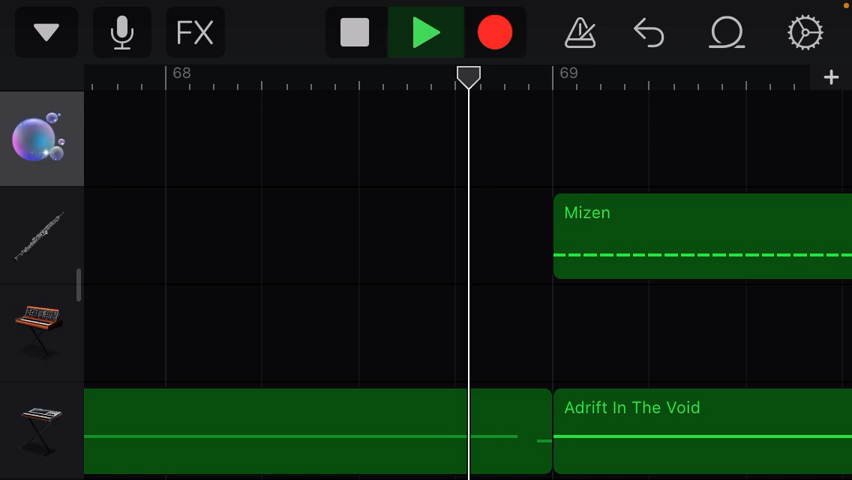 FX
68
69
+
Mizen
Adrift In The Void